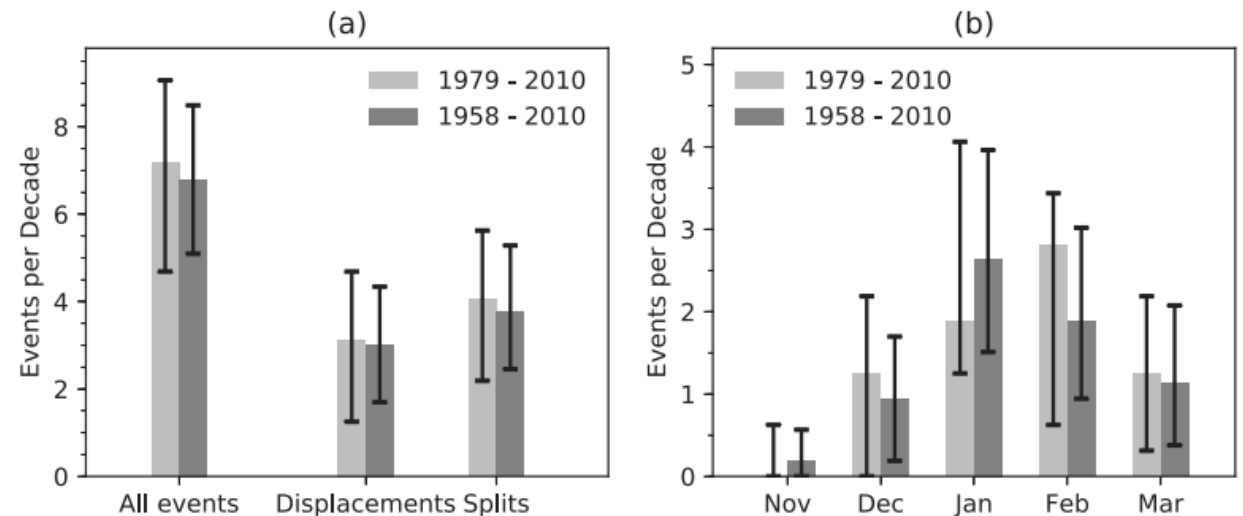 (a)
Events per Decade
0
2
4
6
8
1979 - 2010
1958 - 2010
All events
Displacements
Splits
(b)
Events per Decade
0
1
2
3
4
5
1979 - 2010
1958 - 2010
Nov
Dec
Jan
Feb
Mar